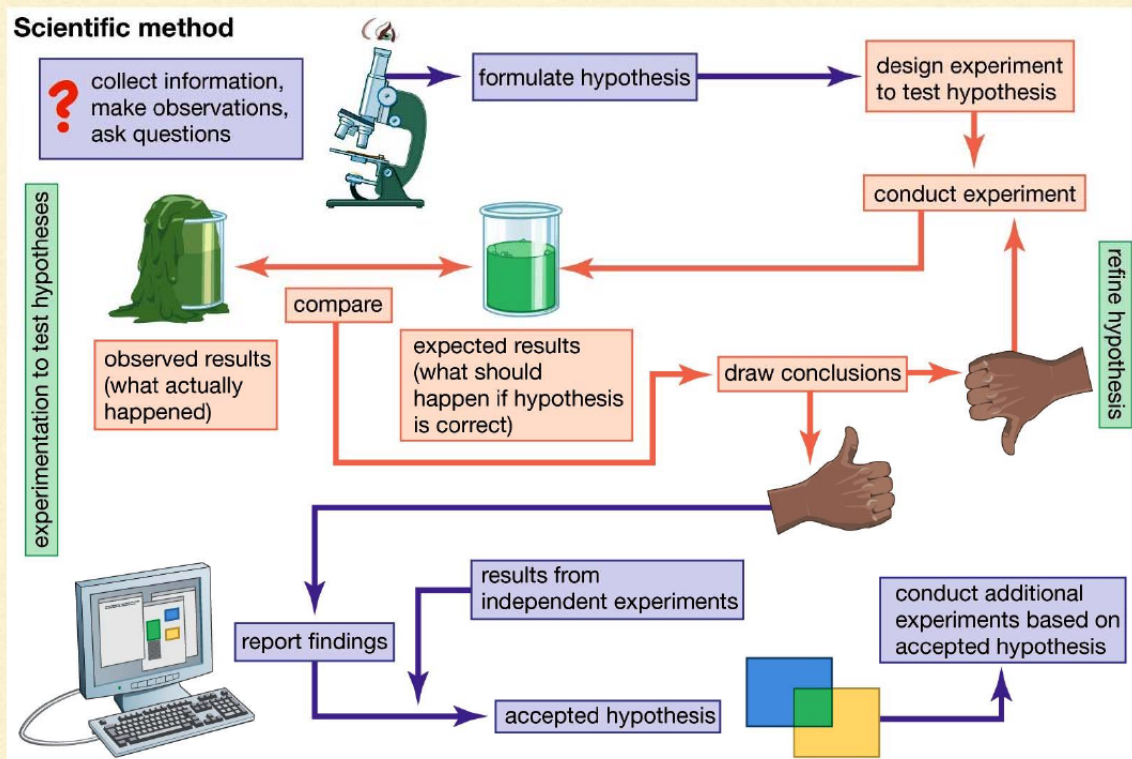 Scientific method
? collect information,
make observations,
ask questions
formulate hypothesis
design experiment
to test hypothesis
conduct experiment
refine hypothesis
experimentation to test hypotheses
compare
observed results
(what actually
happened)
expected results
(what should
happen if hypothesis
is correct)
draw conclusions
results from
independent experiments
report findings
accepted hypothesis
conduct additional
experiments based on
accepted hypothesis